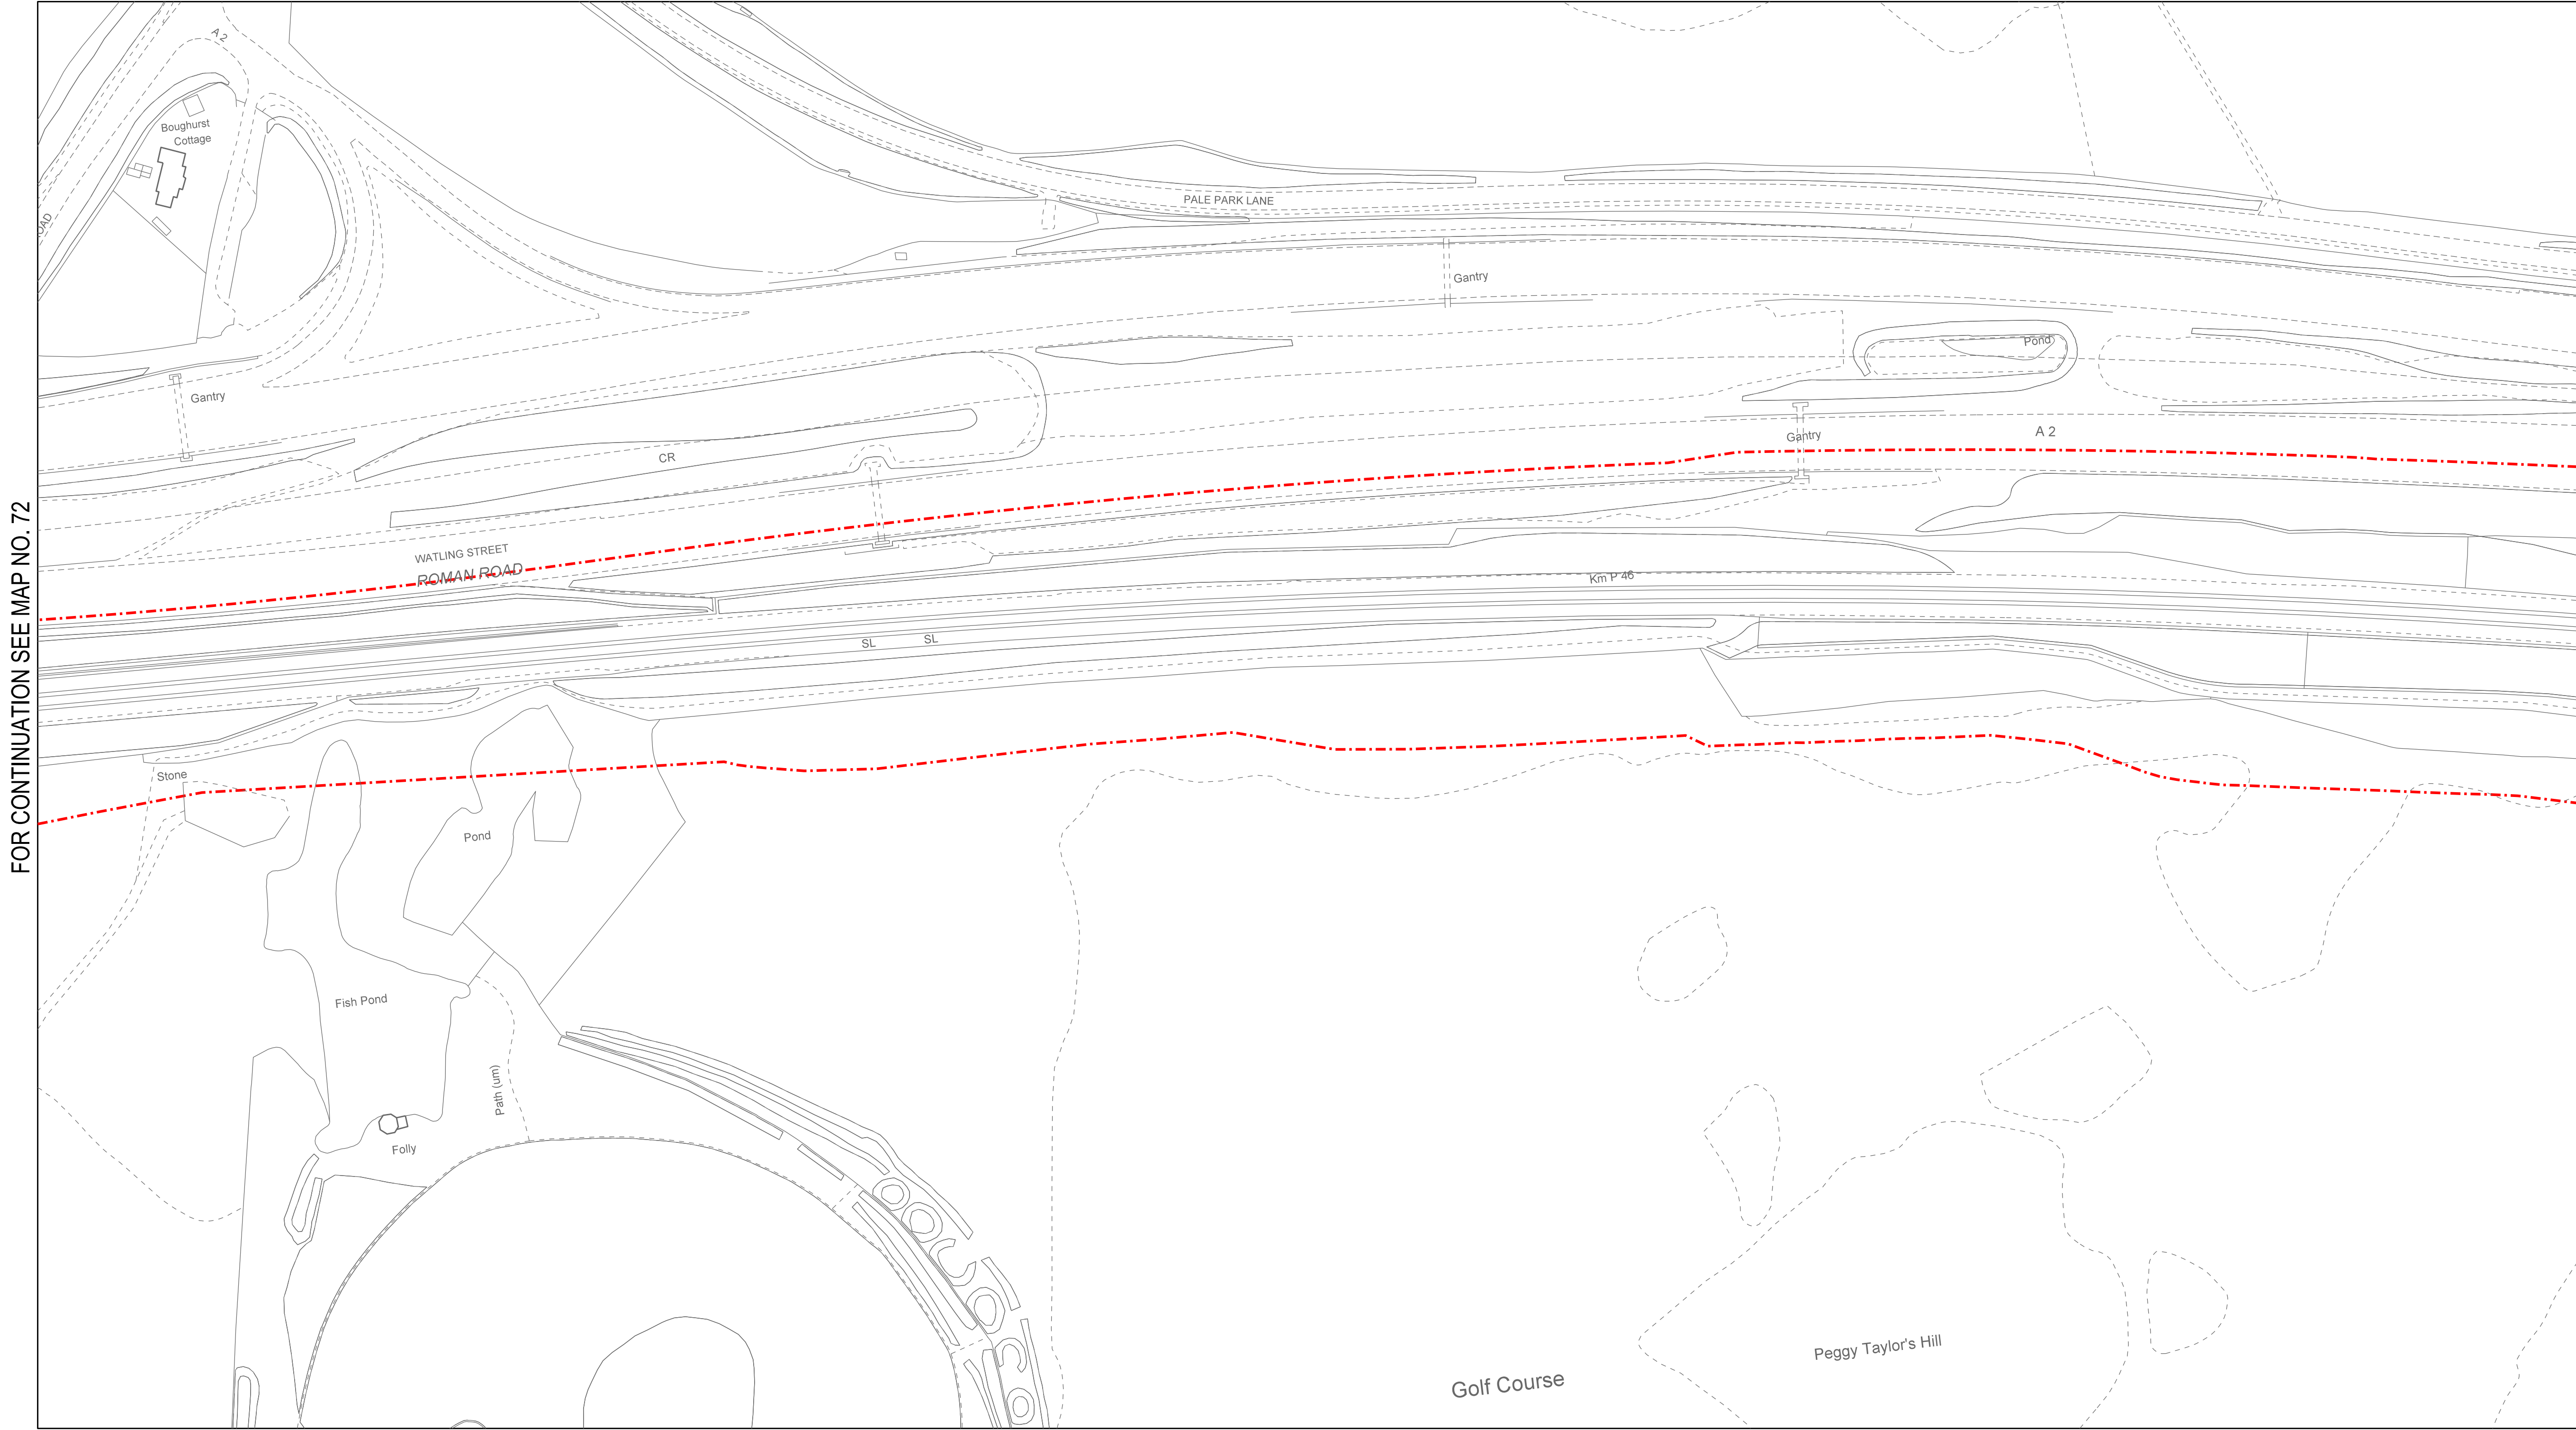 A 2
Boughurst
Cottage
PALE PARK LANE
Gantry
Pond
Gantry
A 2
Gantry
CR
WATLING STREET
ROMAN ROAD
Km P 46
SL
SL
FOR CONTINUATION SEE MAP NO. 72
Stone
Pond
Fish Pond
Path (um)
Folly
Peggy Taylor's Hill
Golf Course